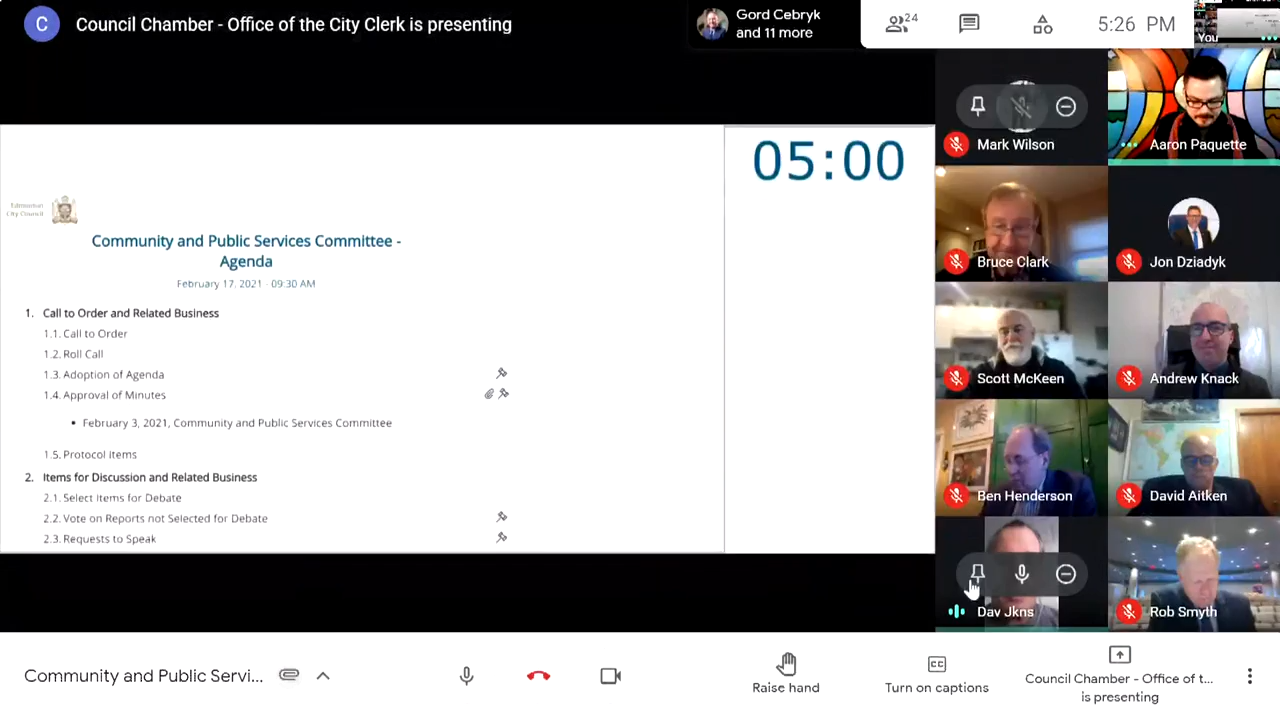 C Council Chamber - Office of the City Clerk is presenting
Gord Cebryk
and 11 more
24
5:26 PM
You
05:00
Edmonton
City Council
Community and Public Services Committee -
Agenda
February 17, 2021 - 09:30 AM
1. Call to Order and Related Business
1.1. Call to Order
1.2. Roll Call
1.3. Adoption of Agenda
1.4. Approval of Minutes
• February 3, 2021, Community and Public Services Committee
1.5. Protocol Items
2. Items for Discussion and Related Business
2.1. Select Items for Debate
2.2. Vote on Reports not Selected for Debate
2.3. Requests to Speak
Mark Wilson
Aaron Paquette
Bruce Clark
Jon Dziadyk
Scott McKeen
Andrew Knack
Ben Henderson
David Aitken
Dav Jkns
Rob Smyth
Community and Public Servi...
Raise hand
CC
Turn on captions
Council Chamber - Office of t...
is presenting